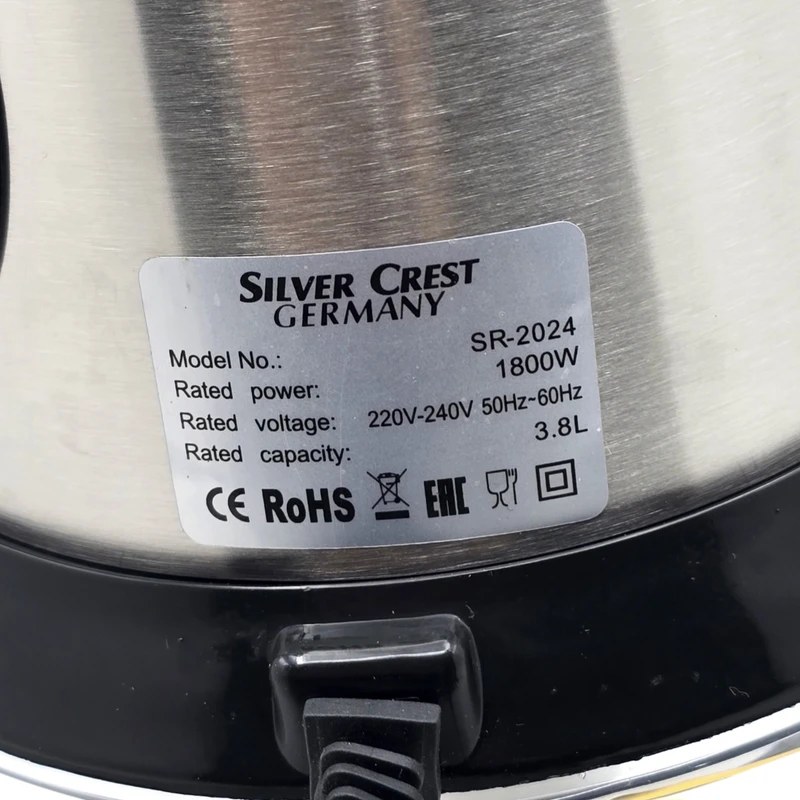 SILVER CREST
GERMANY
Model No.: SR-2024
Rated power: 1800W
Rated voltage: 220V-240V 50Hz~60Hz
Rated capacity: 3.8L
CE RoHS EAC